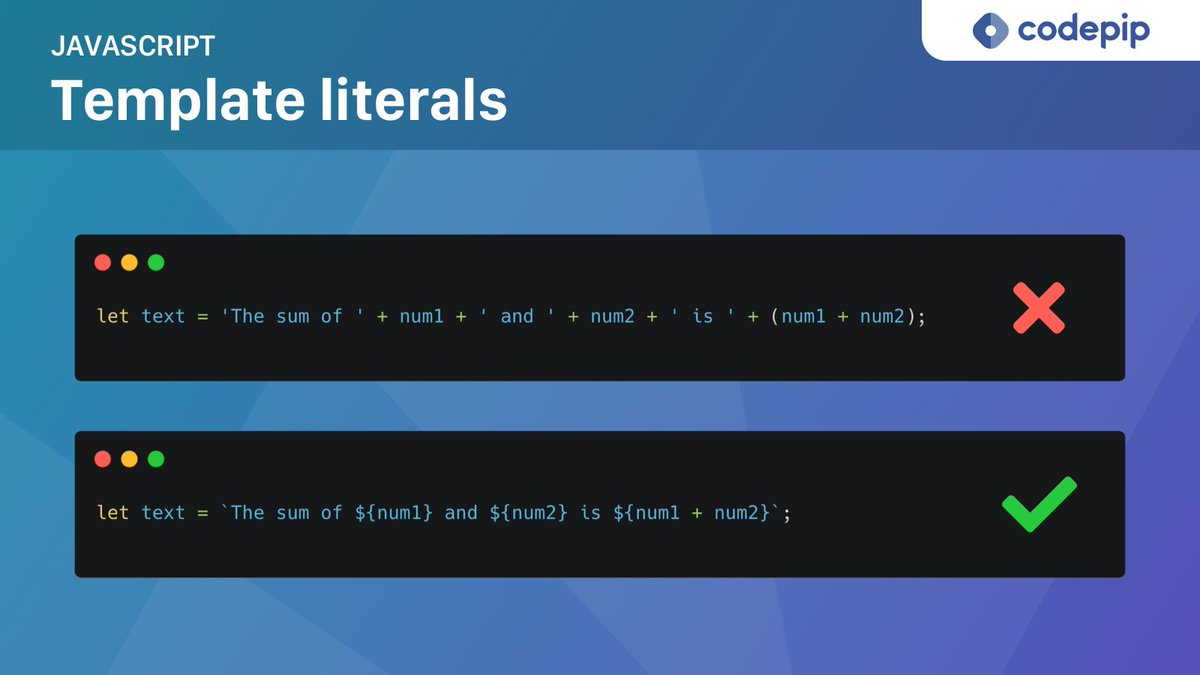 codepip
JAVASCRIPT
Template literals
let text = 'The sum of ' + num1 + ' and ' + num2 + ' is ' + (num1 + num2);
let text = `The sum of ${num1} and ${num2} is ${num1 + num2}`;